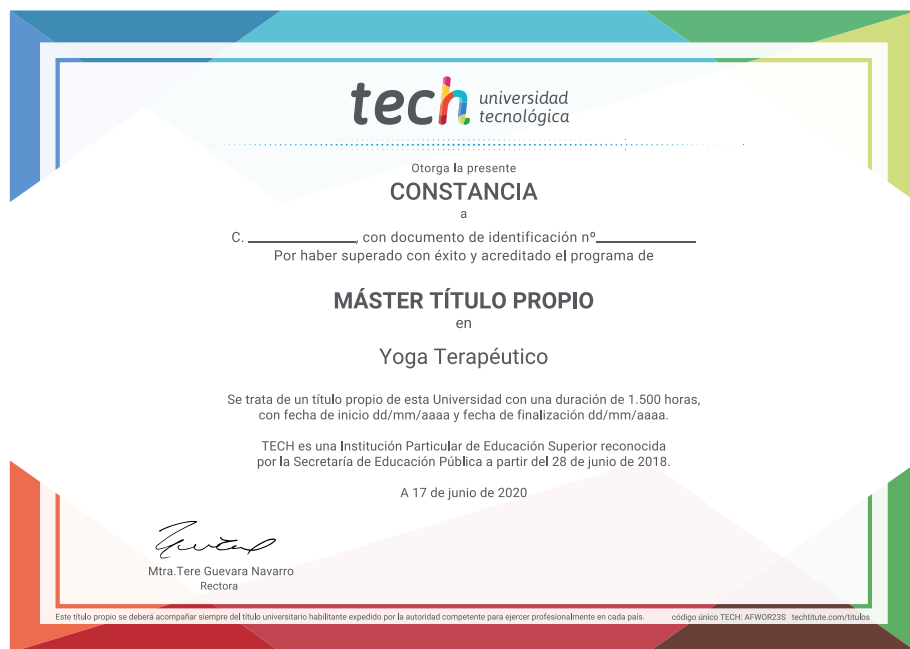 tech universidad
tecnológica
Otorga la presente
CONSTANCIA
a
C. ____________, con documento de identificación nº___________
Por haber superado con éxito y acreditado el programa de
MÁSTER TÍTULO PROPIO
en
Yoga Terapéutico
Se trata de un título propio de esta Universidad con una duración de 1.500 horas,
con fecha de inicio dd/mm/aaaa y fecha de finalización dd/mm/aaaa.
TECH es una Institución Particular de Educación Superior reconocida
por la Secretaría de Educación Pública a partir del 28 de junio de 2018.
A 17 de junio de 2020
Mtra.Tere Guevara Navarro
Rectora
Este título propio se deberá acompañar siempre del título universitario habilitante expedido por la autoridad competente para ejercer profesionalmente en cada país. código único TECH: AFWOR23S techtitute.com/titulos